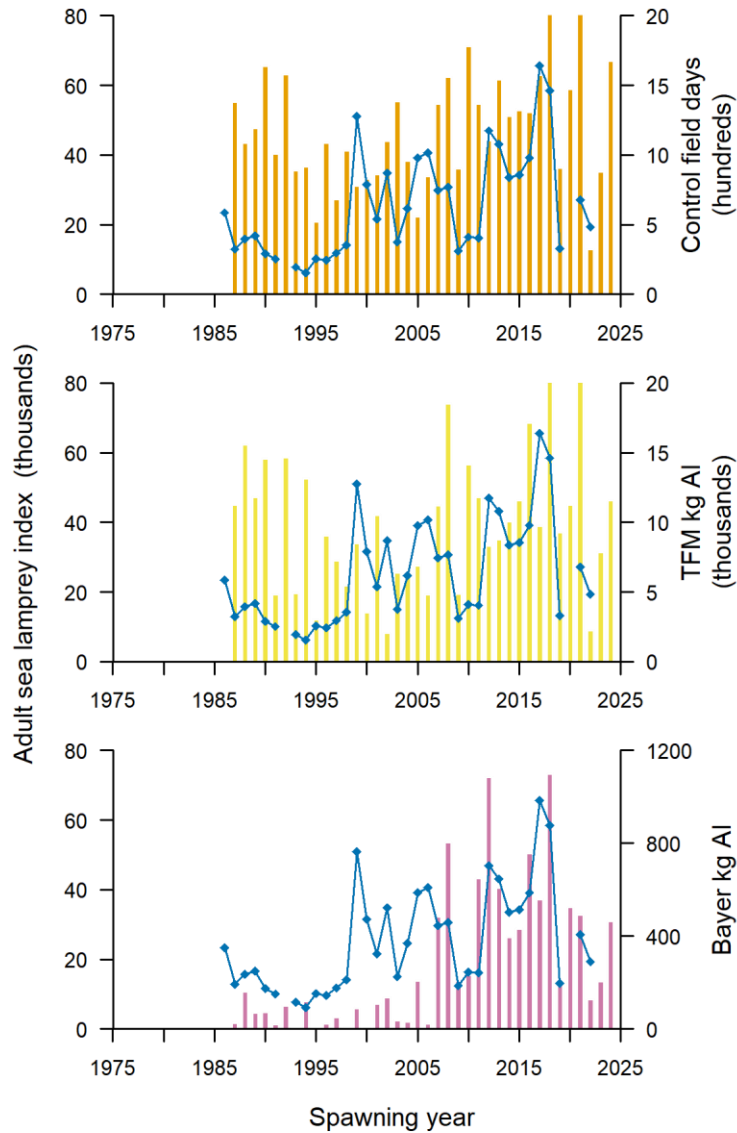 80
60
40
20
0
20
15
10
5
0
Control field days
(hundreds)
1975 1985 1995 2005 2015 2025
Adult sea lamprey index (thousands)
80
60
40
20
0
20
15
10
5
0
TFM kg AI
(thousands)
1975 1985 1995 2005 2015 2025
80
60
40
20
0
1200
800
400
0
Bayer kg AI
1975 1985 1995 2005 2015 2025
Spawning year